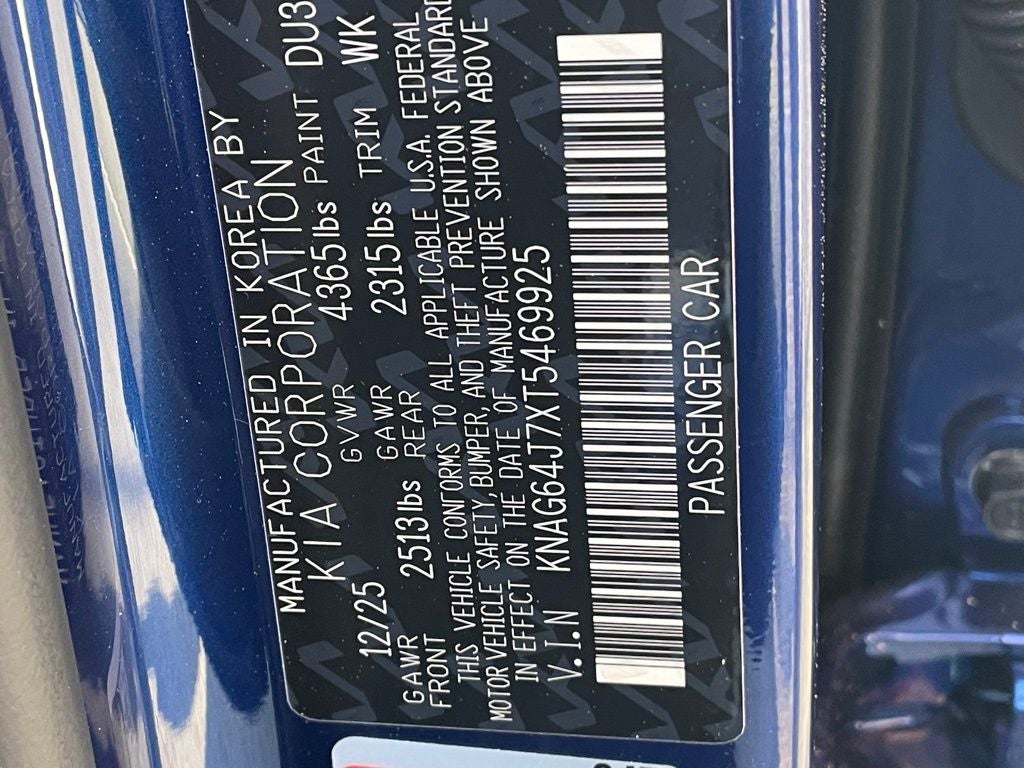 MANUFACTURED IN KOREA BY
KIA CORPORATION
12/25 GVWR 4365lbs PAINT DU3
GAWR FRONT 2513lbs GAWR REAR 2315lbs TRIM WK
THIS VEHICLE CONFORMS TO ALL APPLICABLE U.S.A. FEDERAL
MOTOR VEHICLE SAFETY, BUMPER, AND THEFT PREVENTION STANDARD
IN EFFECT ON THE DATE OF MANUFACTURE SHOWN ABOVE
V.I.N KNAG64J7XT5469925
PASSENGER CAR